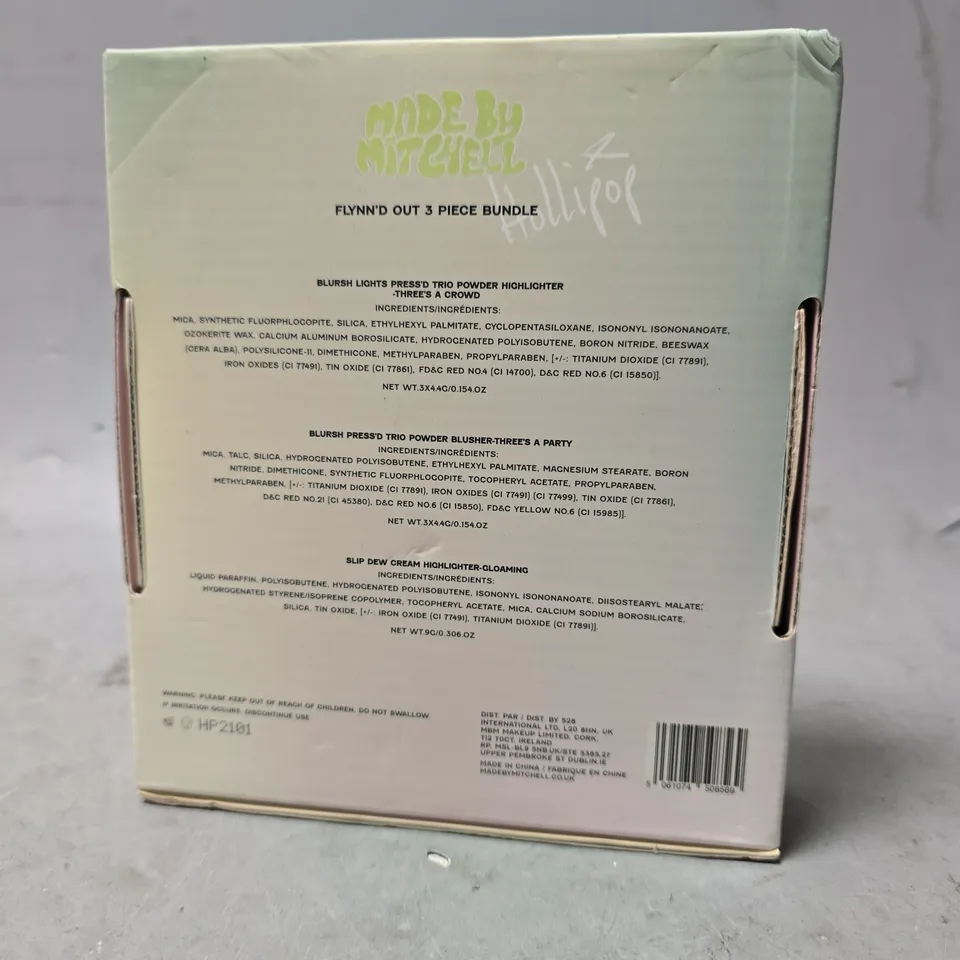 MADE BY
MITCHELL
Hollipop
FLYNN'D OUT 3 PIECE BUNDLE
BLURSH LIGHTS PRESS'D TRIO POWDER HIGHLIGHTER
-THREE'S A CROWD
INGREDIENTS/INGRÉDIENTS:
MICA, SYNTHETIC FLUORPHLOGOPITE, SILICA, ETHYLHEXYL PALMITATE, CYCLOPENTASILOXANE, ISONONYL ISONONANOATE,
OZOKERITE WAX, CALCIUM ALUMINUM BOROSILICATE, HYDROGENATED POLYISOBUTENE, BORON NITRIDE, BEESWAX
(CERA ALBA), POLYSILICONE-11, DIMETHICONE, METHYLPARABEN, PROPYLPARABEN, [+/-: TITANIUM DIOXIDE (CI 77891),
IRON OXIDES (CI 77491), TIN OXIDE (CI 77861), FD&C RED NO.4 (CI 14700), D&C RED NO.6 (CI 15850)].
NET WT.3X4.4G/0.154.OZ
BLURSH PRESS'D TRIO POWDER BLUSHER-THREE'S A PARTY
INGREDIENTS/INGRÉDIENTS:
MICA, TALC, SILICA, HYDROGENATED POLYISOBUTENE, ETHYLHEXYL PALMITATE, MAGNESIUM STEARATE, BORON
NITRIDE, DIMETHICONE, SYNTHETIC FLUORPHLOGOPITE, TOCOPHERYL ACETATE, PROPYLPARABEN,
METHYLPARABEN, [+/-: TITANIUM DIOXIDE (CI 77891), IRON OXIDES (CI 77491) (CI 77499), TIN OXIDE (CI 77861),
D&C RED NO.21 (CI 45380), D&C RED NO.6 (CI 15850), FD&C YELLOW NO.6 (CI 15985)].
NET WT.3X4.4G/0.154.OZ
SLIP DEW CREAM HIGHLIGHTER-GLOAMING
INGREDIENTS/INGRÉDIENTS:
LIQUID PARAFFIN, POLYISOBUTENE, HYDROGENATED POLYISOBUTENE, ISONONYL ISONONANOATE, DIISOSTEARYL MALATE,
HYDROGENATED STYRENE/ISOPRENE COPOLYMER, TOCOPHERYL ACETATE, MICA, CALCIUM SODIUM BOROSILICATE,
SILICA, TIN OXIDE, [+/-: IRON OXIDE (CI 77491), TITANIUM DIOXIDE (CI 77891)].
NET WT.9G/0.306.OZ
WARNING: PLEASE KEEP OUT OF REACH OF CHILDREN. DO NOT SWALLOW
IF IRRITATION OCCURS, DISCONTINUE USE
HP2101
DIST. PAR / DIST. BY 528
INTERNATIONAL LTD, L20 8HN, UK
MBM MAKEUP LIMITED, CORK,
T12 T0CT, IRELAND
RP. MSL-BL9 5NB.UK/STE 5385,27
UPPER PEMBROKE ST DUBLIN.IE
MADE IN CHINA / FABRIQUE EN CHINE
MADEBYMITCHELL.CO.UK
5 061074 508569